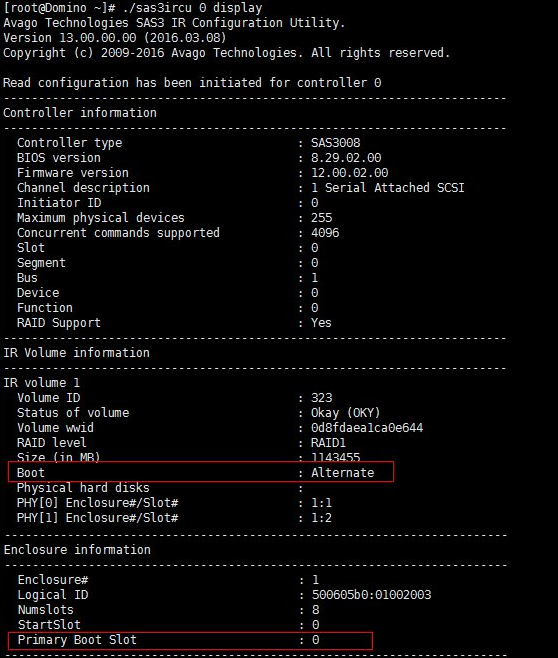 [root@Domino ~]# ./sas3ircu 0 display
Avago Technologies SAS3 IR Configuration Utility.
Version 13.00.00.00 (2016.03.08)
Copyright (c) 2009-2016 Avago Technologies. All rights reserved.
Read configuration has been initiated for controller 0
------------------------------------------------------------------------
Controller information
------------------------------------------------------------------------
Controller type : SAS3008
BIOS version : 8.29.02.00
Firmware version : 12.00.02.00
Channel description : 1 Serial Attached SCSI
Initiator ID : 0
Maximum physical devices : 255
Concurrent commands supported : 4096
Slot : 0
Segment : 0
Bus : 1
Device : 0
Function : 0
RAID Support : Yes
------------------------------------------------------------------------
IR Volume information
------------------------------------------------------------------------
IR volume 1
Volume ID : 323
Status of volume : Okay (OKY)
Volume wwid : 0d8fdaea1ca0e644
RAID level : RAID1
Size (in MB) : 1143455
Boot : Alternate
Physical hard disks :
PHY[0] Enclosure#/Slot# : 1:1
PHY[1] Enclosure#/Slot# : 1:2
------------------------------------------------------------------------
Enclosure information
------------------------------------------------------------------------
Enclosure# : 1
Logical ID : 500605b0:01002003
Numslots : 8
StartSlot : 0
Primary Boot Slot : 0
------------------------------------------------------------------------